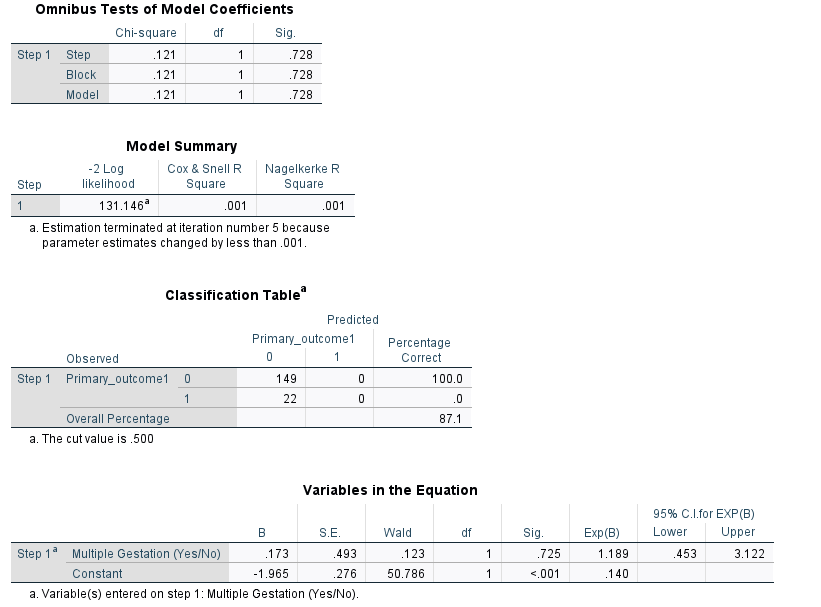 Omnibus Tests of Model Coefficients
Chi-square df Sig.
Step 1 Step .121 1 .728
Block .121 1 .728
Model .121 1 .728
Model Summary
Step -2 Log likelihood Cox & Snell R Square Nagelkerke R Square
1 131.146a .001 .001
a. Estimation terminated at iteration number 5 because
parameter estimates changed by less than .001.
Classification Tablea
Predicted
Primary_outcome1 Percentage Correct
Observed 0 1
Step 1 Primary_outcome1 0 149 0 100.0
1 22 0 .0
Overall Percentage 87.1
a. The cut value is .500
Variables in the Equation
95% C.I.for EXP(B)
B S.E. Wald df Sig. Exp(B) Lower Upper
Step 1a Multiple Gestation (Yes/No) .173 .493 .123 1 .725 1.189 .453 3.122
Constant -1.965 .276 50.786 1 <.001 .140
a. Variable(s) entered on step 1: Multiple Gestation (Yes/No).